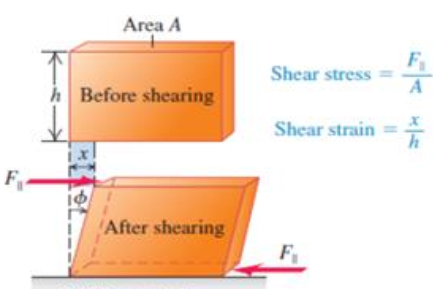 Area A
h
Before shearing
Shear stress = F∥/A
Shear strain = x/h
x
F∥
ϕ
After shearing
F∥